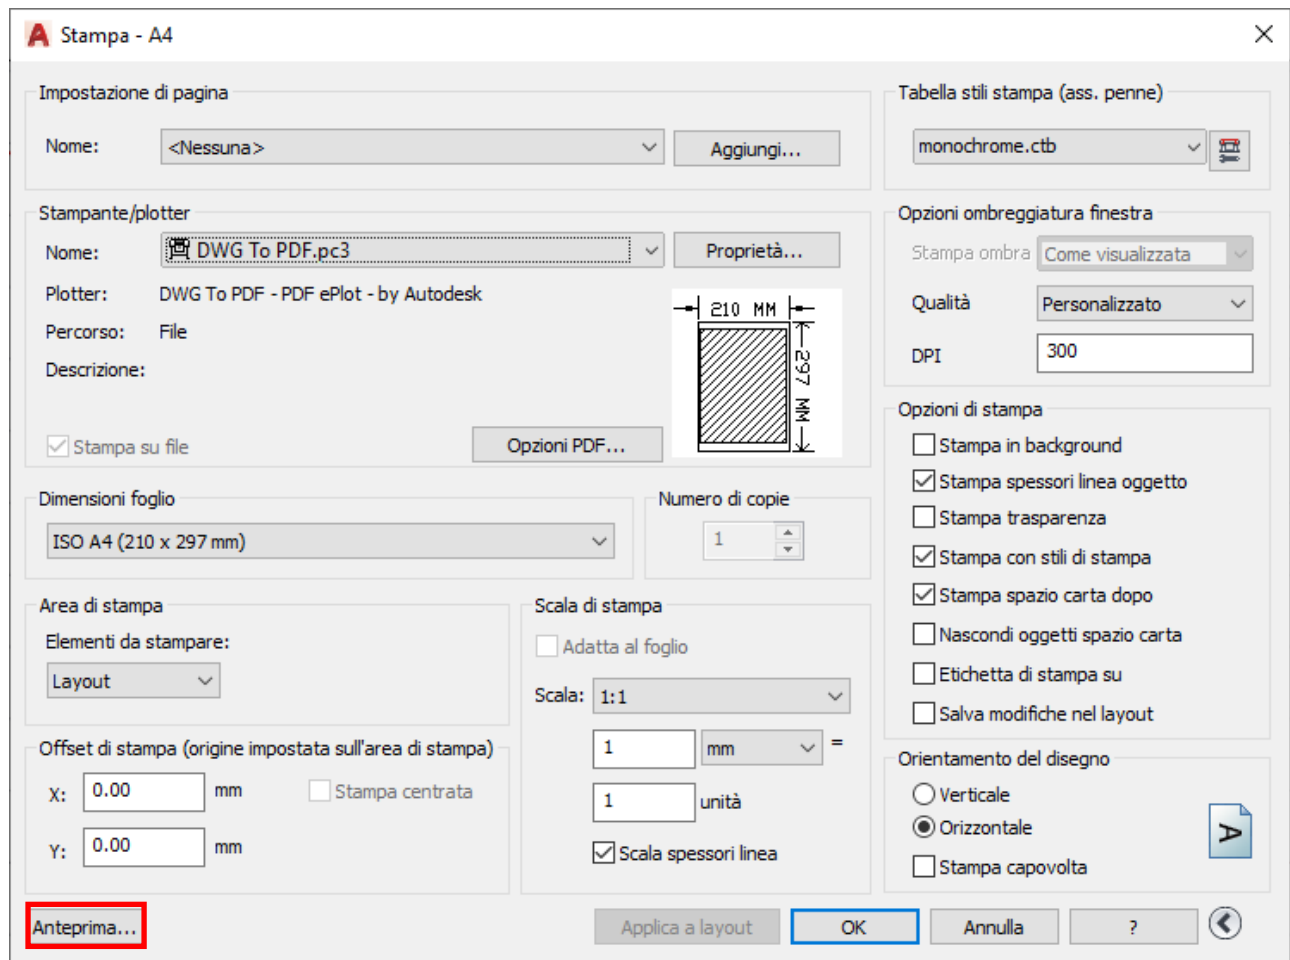 Stampa - A4
Impostazione di pagina
Nome:
<Nessuna>
Aggiungi...
Tabella stili stampa (ass. penne)
monochrome.ctb
Stampante/plotter
Nome:
DWG To PDF.pc3
Proprietà...
Plotter:
DWG To PDF - PDF ePlot - by Autodesk
Percorso:
File
Descrizione:
210 MM
297 MM
Stampa su file
Opzioni PDF...
Opzioni ombreggiatura finestra
Stampa ombra
Come visualizzata
Qualità
Personalizzato
DPI
300
Dimensioni foglio
ISO A4 (210 x 297 mm)
Numero di copie
1
Opzioni di stampa
Stampa in background
Stampa spessori linea oggetto
Stampa trasparenza
Stampa con stili di stampa
Stampa spazio carta dopo
Nascondi oggetti spazio carta
Etichetta di stampa su
Salva modifiche nel layout
Area di stampa
Elementi da stampare:
Layout
Scala di stampa
Adatta al foglio
Scala:
1:1
1
mm
=
1
unità
Scala spessori linea
Offset di stampa (origine impostata sull'area di stampa)
X:
0.00
mm
Stampa centrata
Y:
0.00
mm
Orientamento del disegno
Verticale
Orizzontale
Stampa capovolta
A
Anteprima...
Applica a layout
OK
Annulla
?